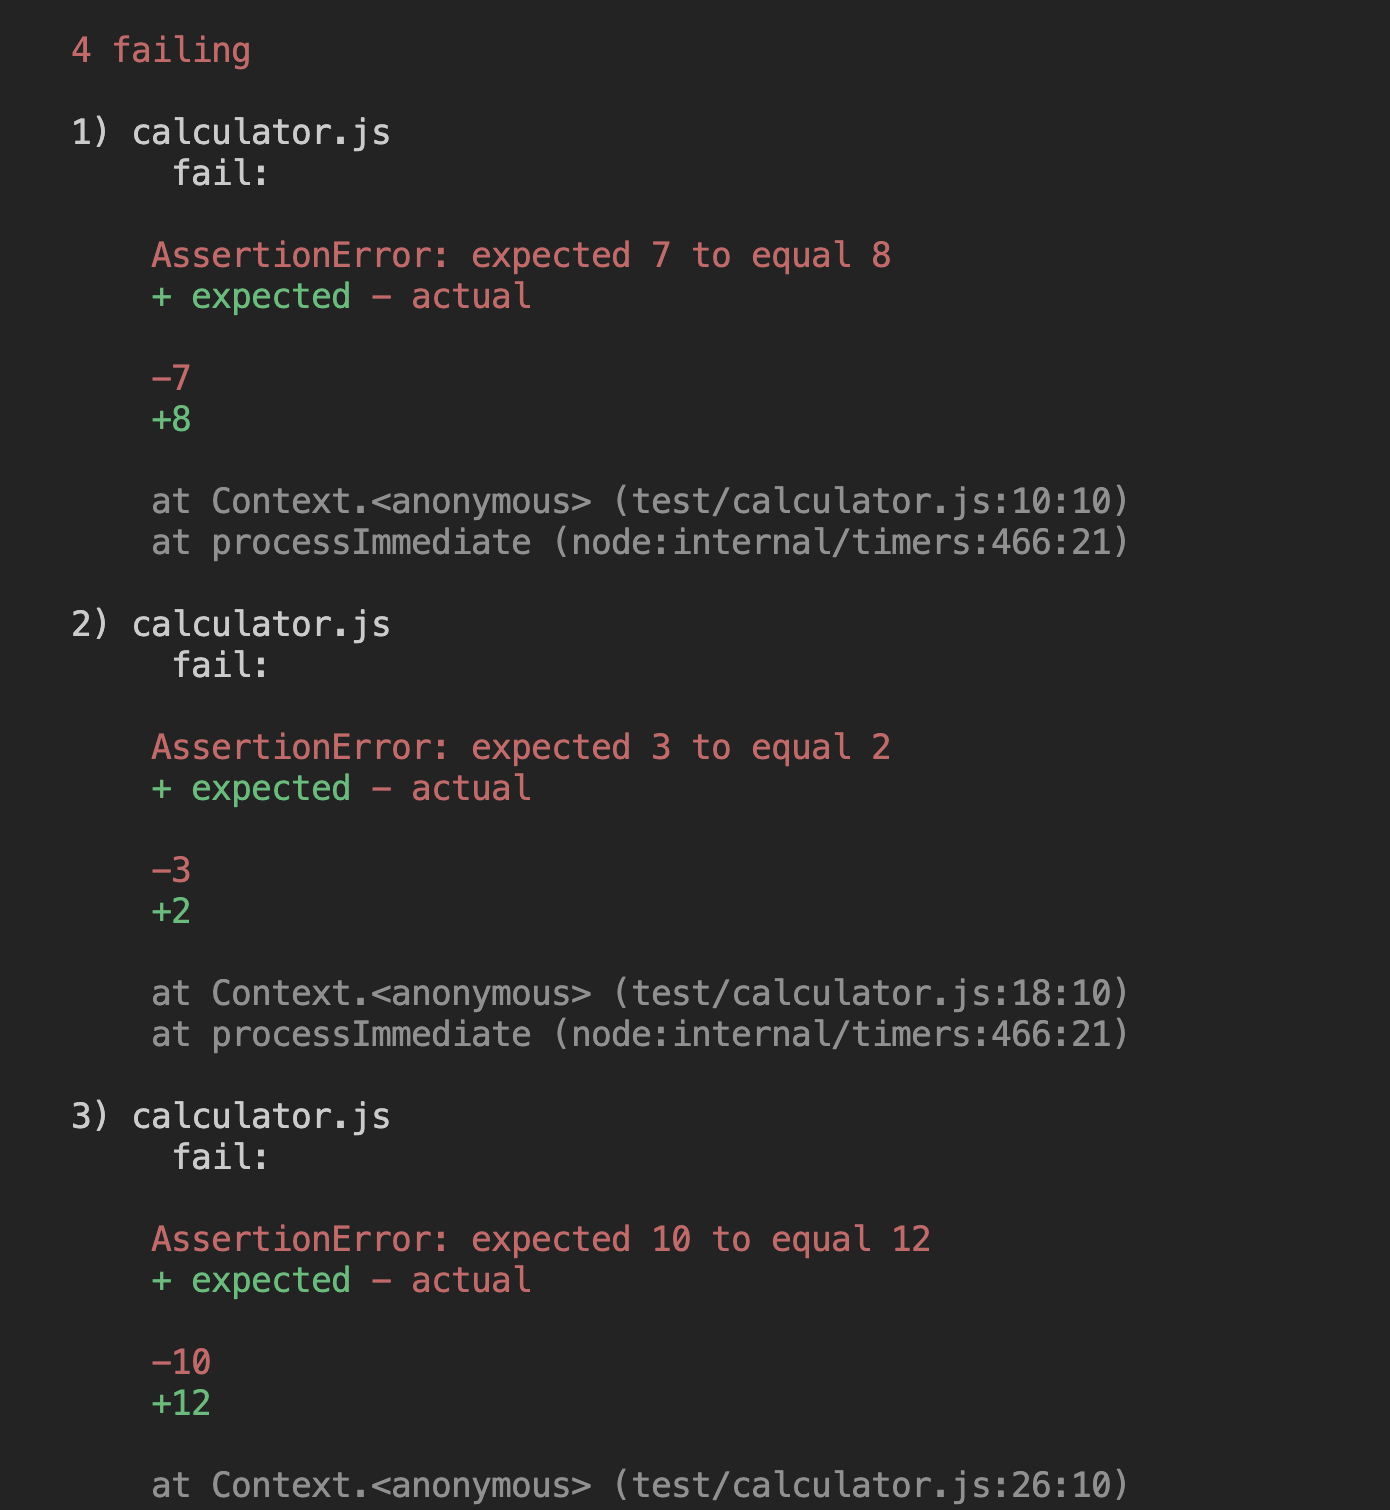 4 failing
1) calculator.js
fail:
AssertionError: expected 7 to equal 8
+ expected - actual
-7
+8
at Context.<anonymous> (test/calculator.js:10:10)
at processImmediate (node:internal/timers:466:21)
2) calculator.js
fail:
AssertionError: expected 3 to equal 2
+ expected - actual
-3
+2
at Context.<anonymous> (test/calculator.js:18:10)
at processImmediate (node:internal/timers:466:21)
3) calculator.js
fail:
AssertionError: expected 10 to equal 12
+ expected - actual
-10
+12
at Context.<anonymous> (test/calculator.js:26:10)